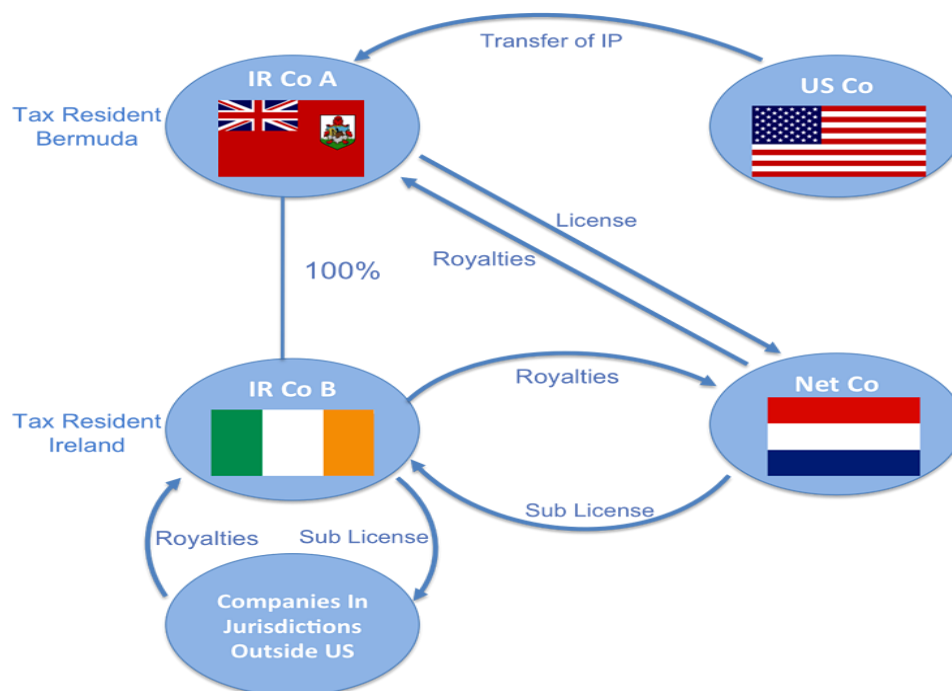 Transfer of IP
IR Co A
US Co
Tax Resident
Bermuda
License
Royalties
100%
IR Co B
Net Co
Royalties
Tax Resident
Ireland
Sub License
Royalties
Sub License
Companies In
Jurisdictions
Outside US